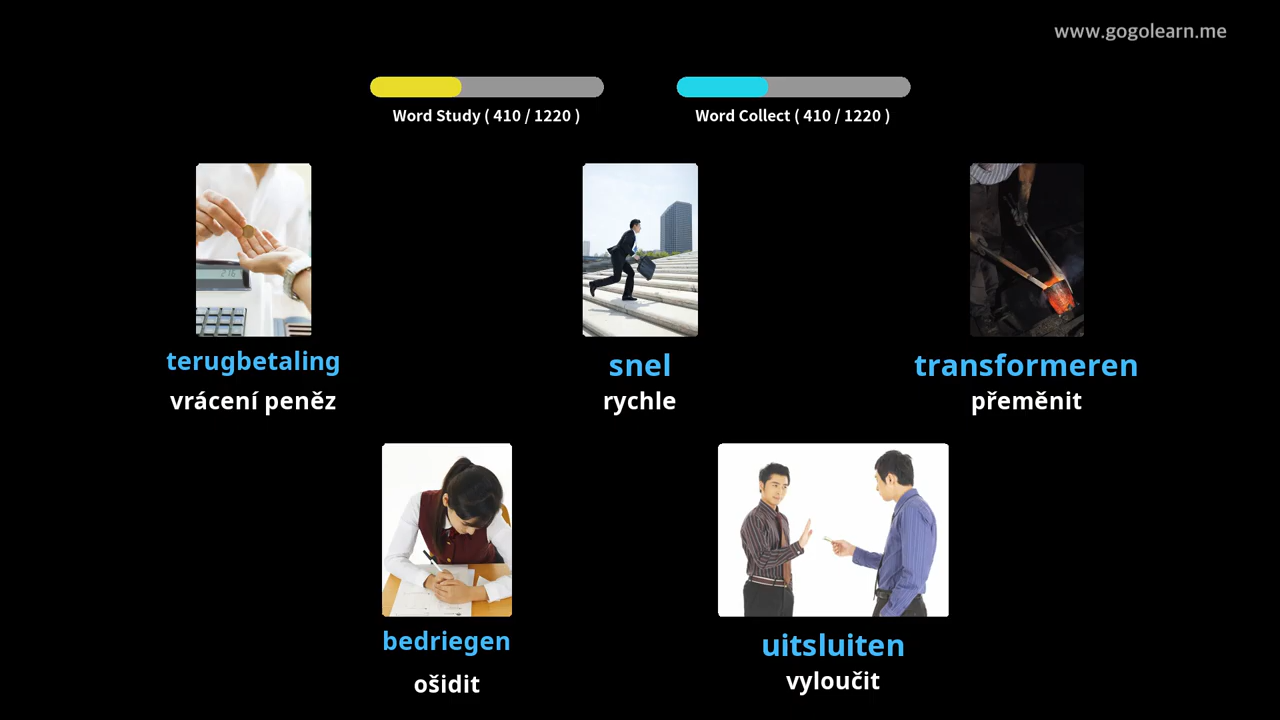 www.gogolearn.me
Word Study ( 410 / 1220 )
Word Collect ( 410 / 1220 )
terugbetaling
vrácení peněz
snel
rychle
transformeren
přeměnit
bedriegen
ošidit
uitsluiten
vyloučit